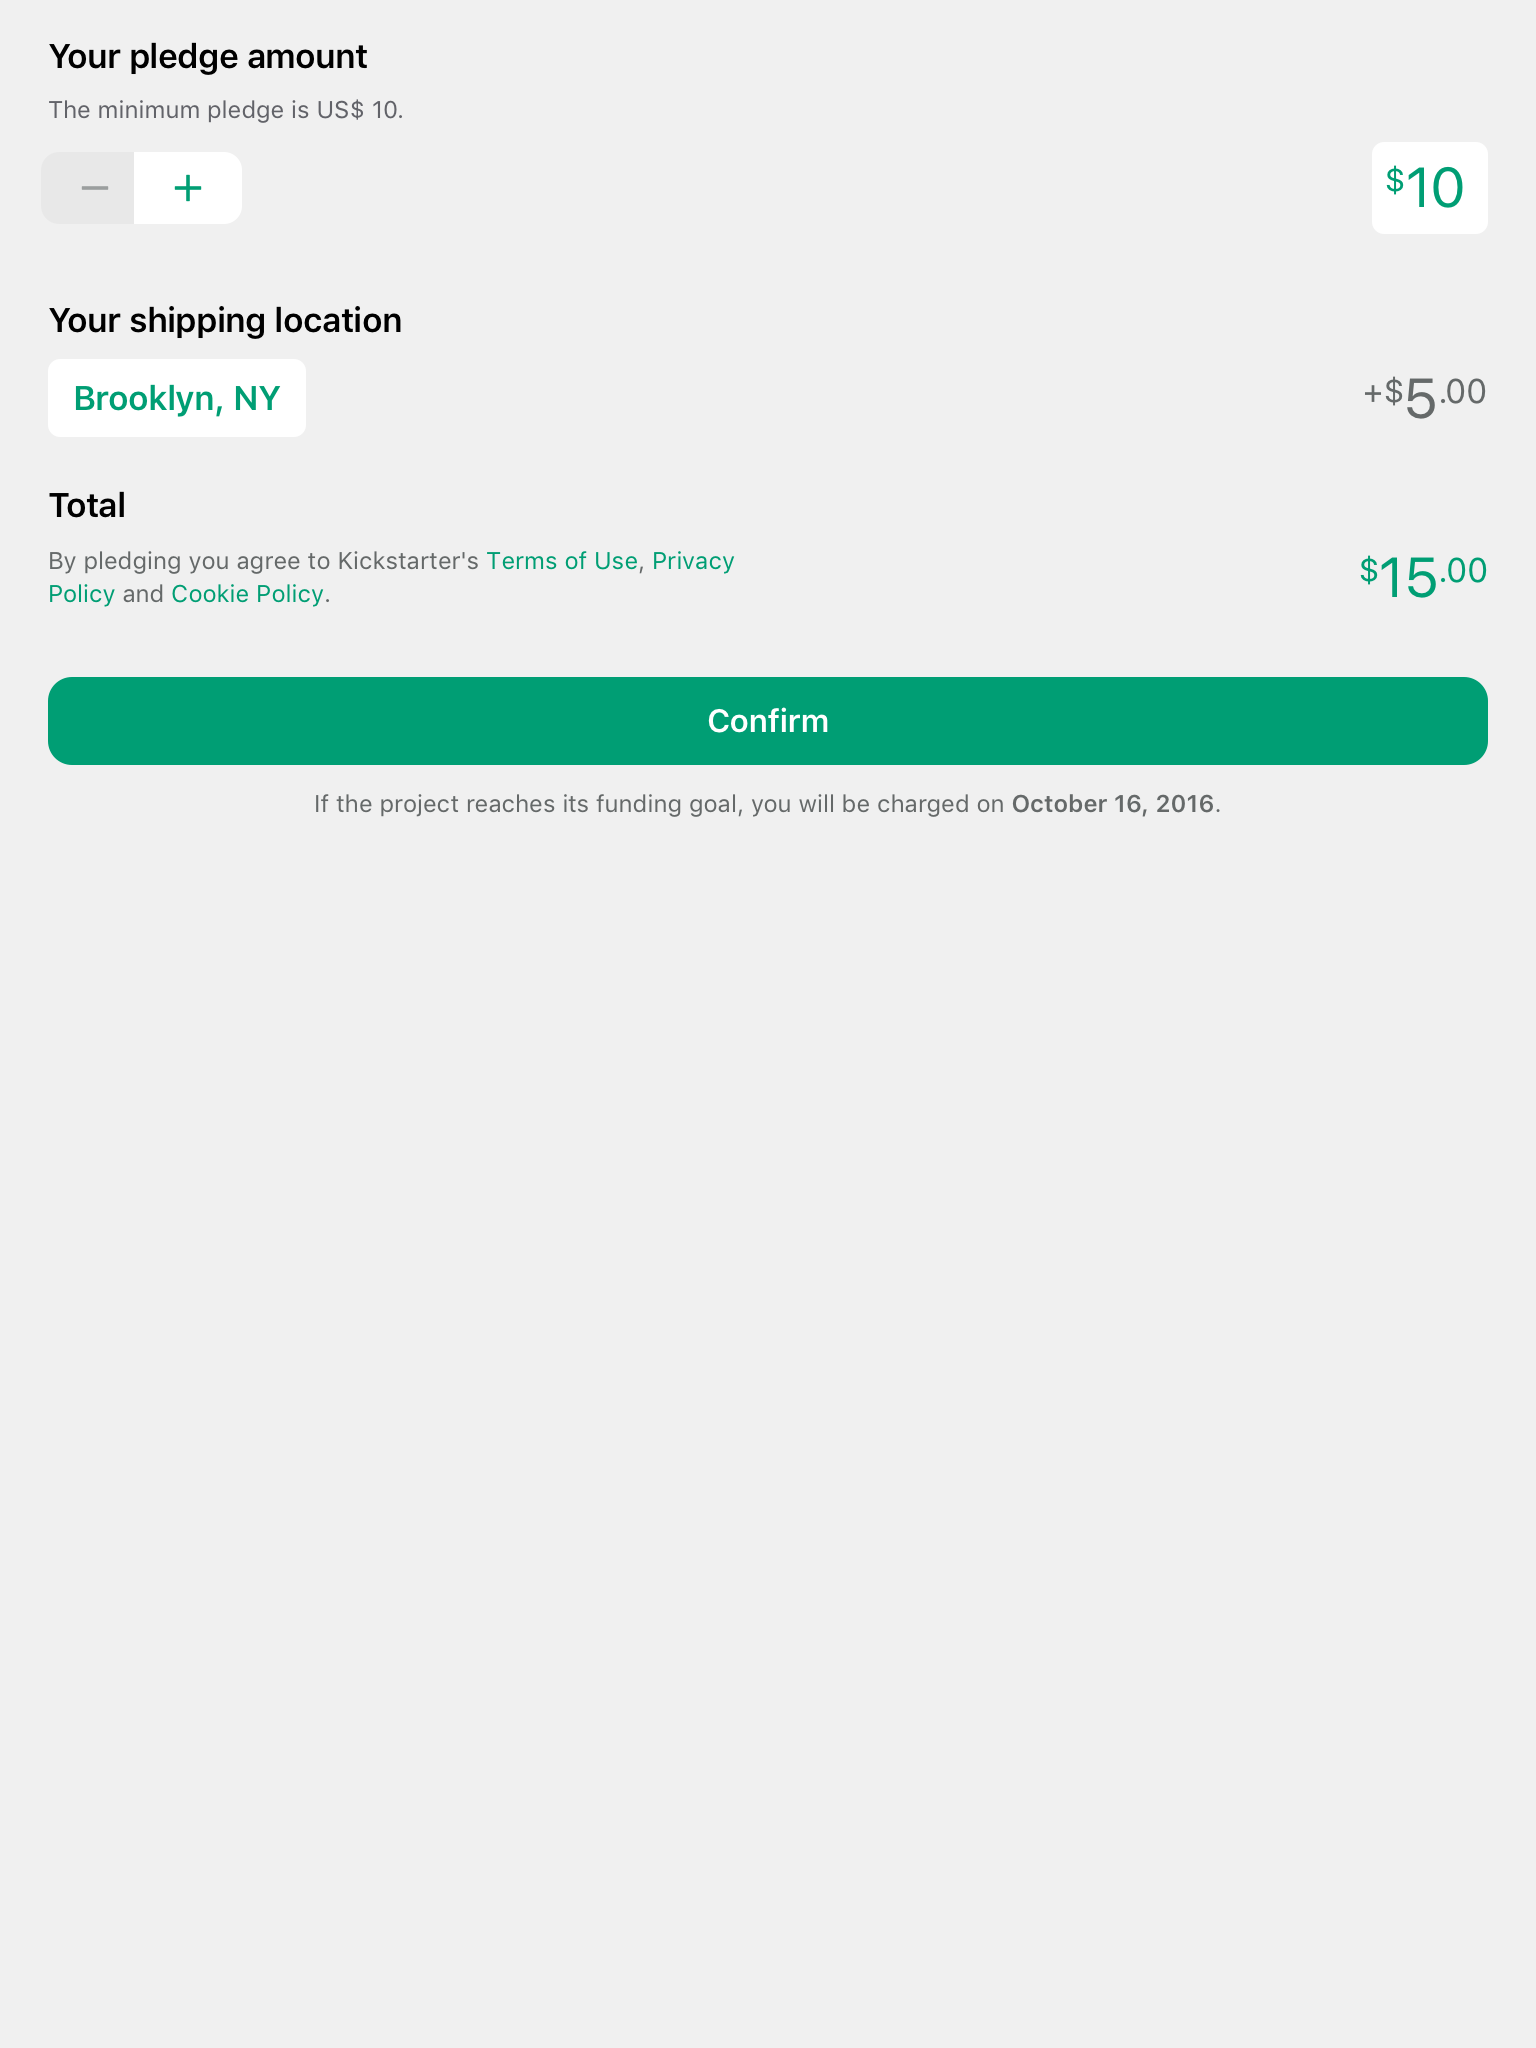 Your pledge amount
The minimum pledge is US$ 10.
− +
$10
Your shipping location
Brooklyn, NY
+$5.00
Total
By pledging you agree to Kickstarter's Terms of Use, Privacy
Policy and Cookie Policy.
$15.00
Confirm
If the project reaches its funding goal, you will be charged on October 16, 2016.